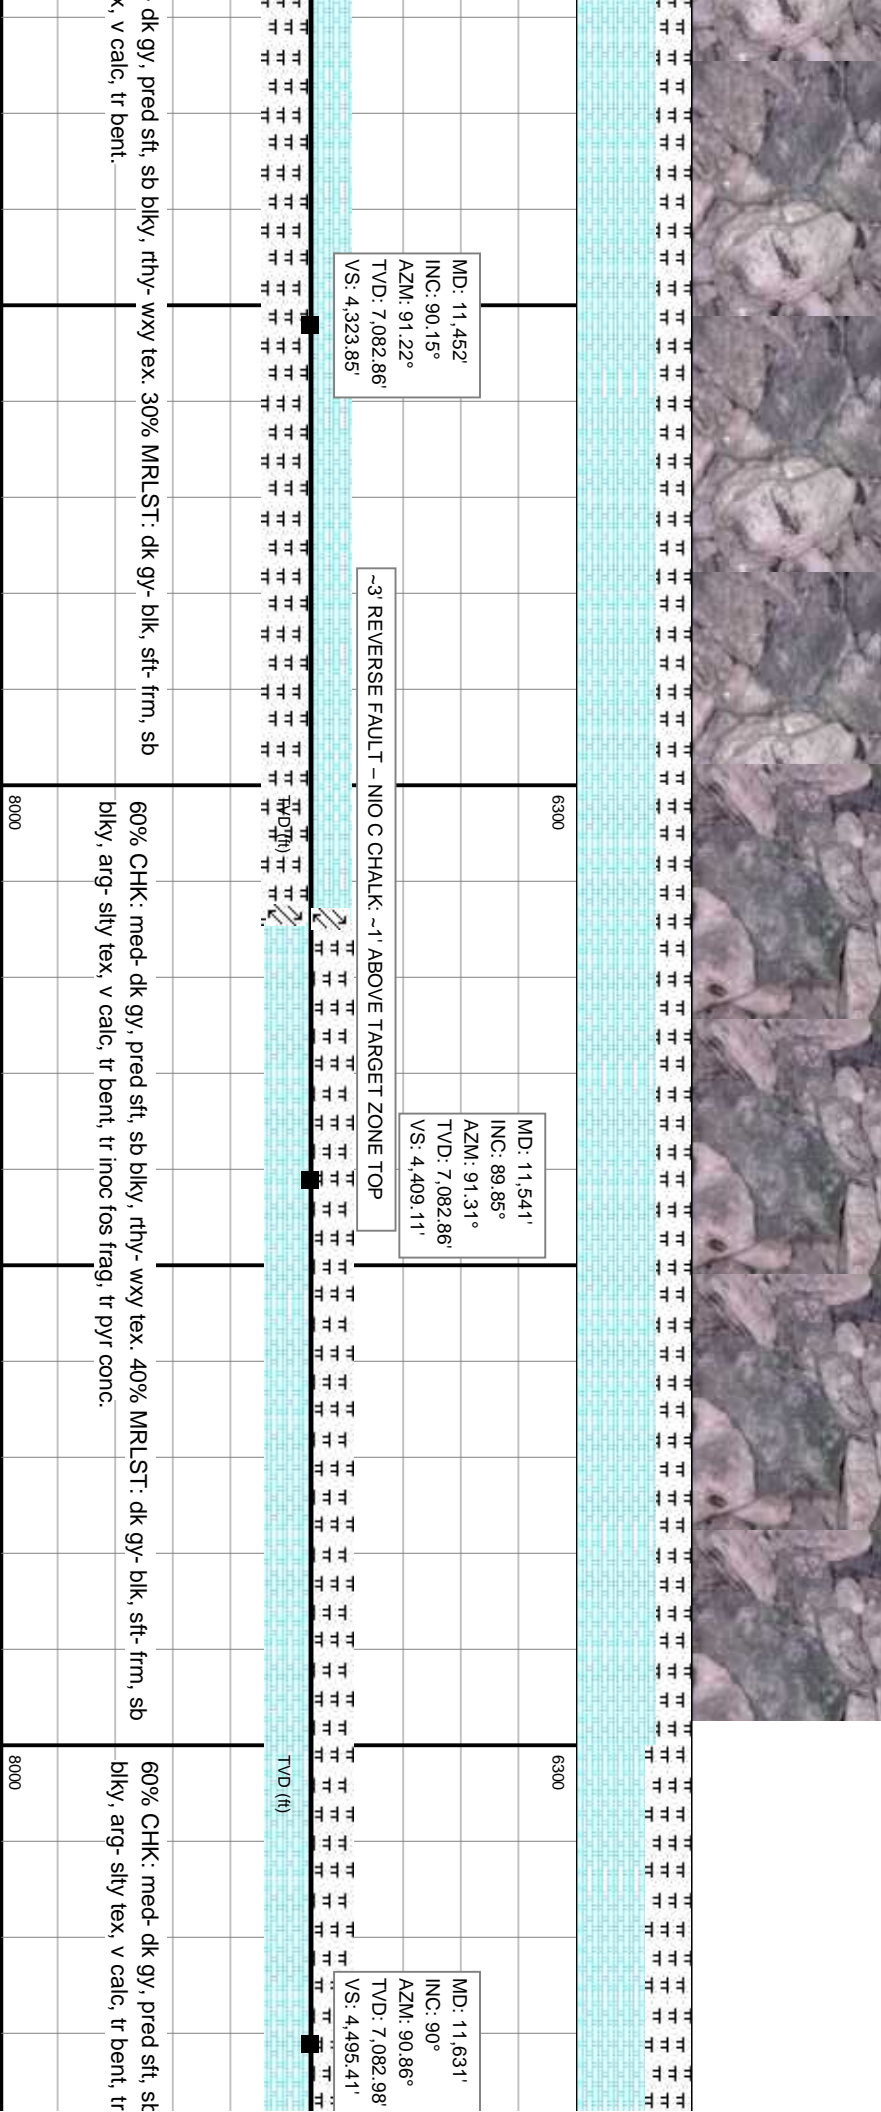 MD: 11,452'
INC: 90.15°
AZM: 91.22°
TVD: 7,082.86'
VS: 4,323.85'
dk gy, pred sft, sb blky, rthy- wxy tex. 30% MRLST: dk gy- blk, sft- frm, sb
v calc, tr bent.
~3' REVERSE FAULT – NIO C CHALK: ~1' ABOVE TARGET ZONE TOP
6300
TVD (ft)
8000
MD: 11,541'
INC: 89.85°
AZM: 91.31°
TVD: 7,082.86'
VS: 4,409.11'
60% CHK: med- dk gy, pred sft, sb blky, rthy- wxy tex. 40% MRLST: dk gy- blk, sft- frm, sb
blky, arg- slty tex, v calc, tr bent, tr inoc fos frag, tr pyr conc.
6300
TVD (ft)
8000
MD: 11,631'
INC: 90°
AZM: 90.86°
TVD: 7,082.98'
VS: 4,495.41'
60% CHK: med- dk gy, pred sft, sb
blky, arg- slty tex, v calc, tr bent, tr